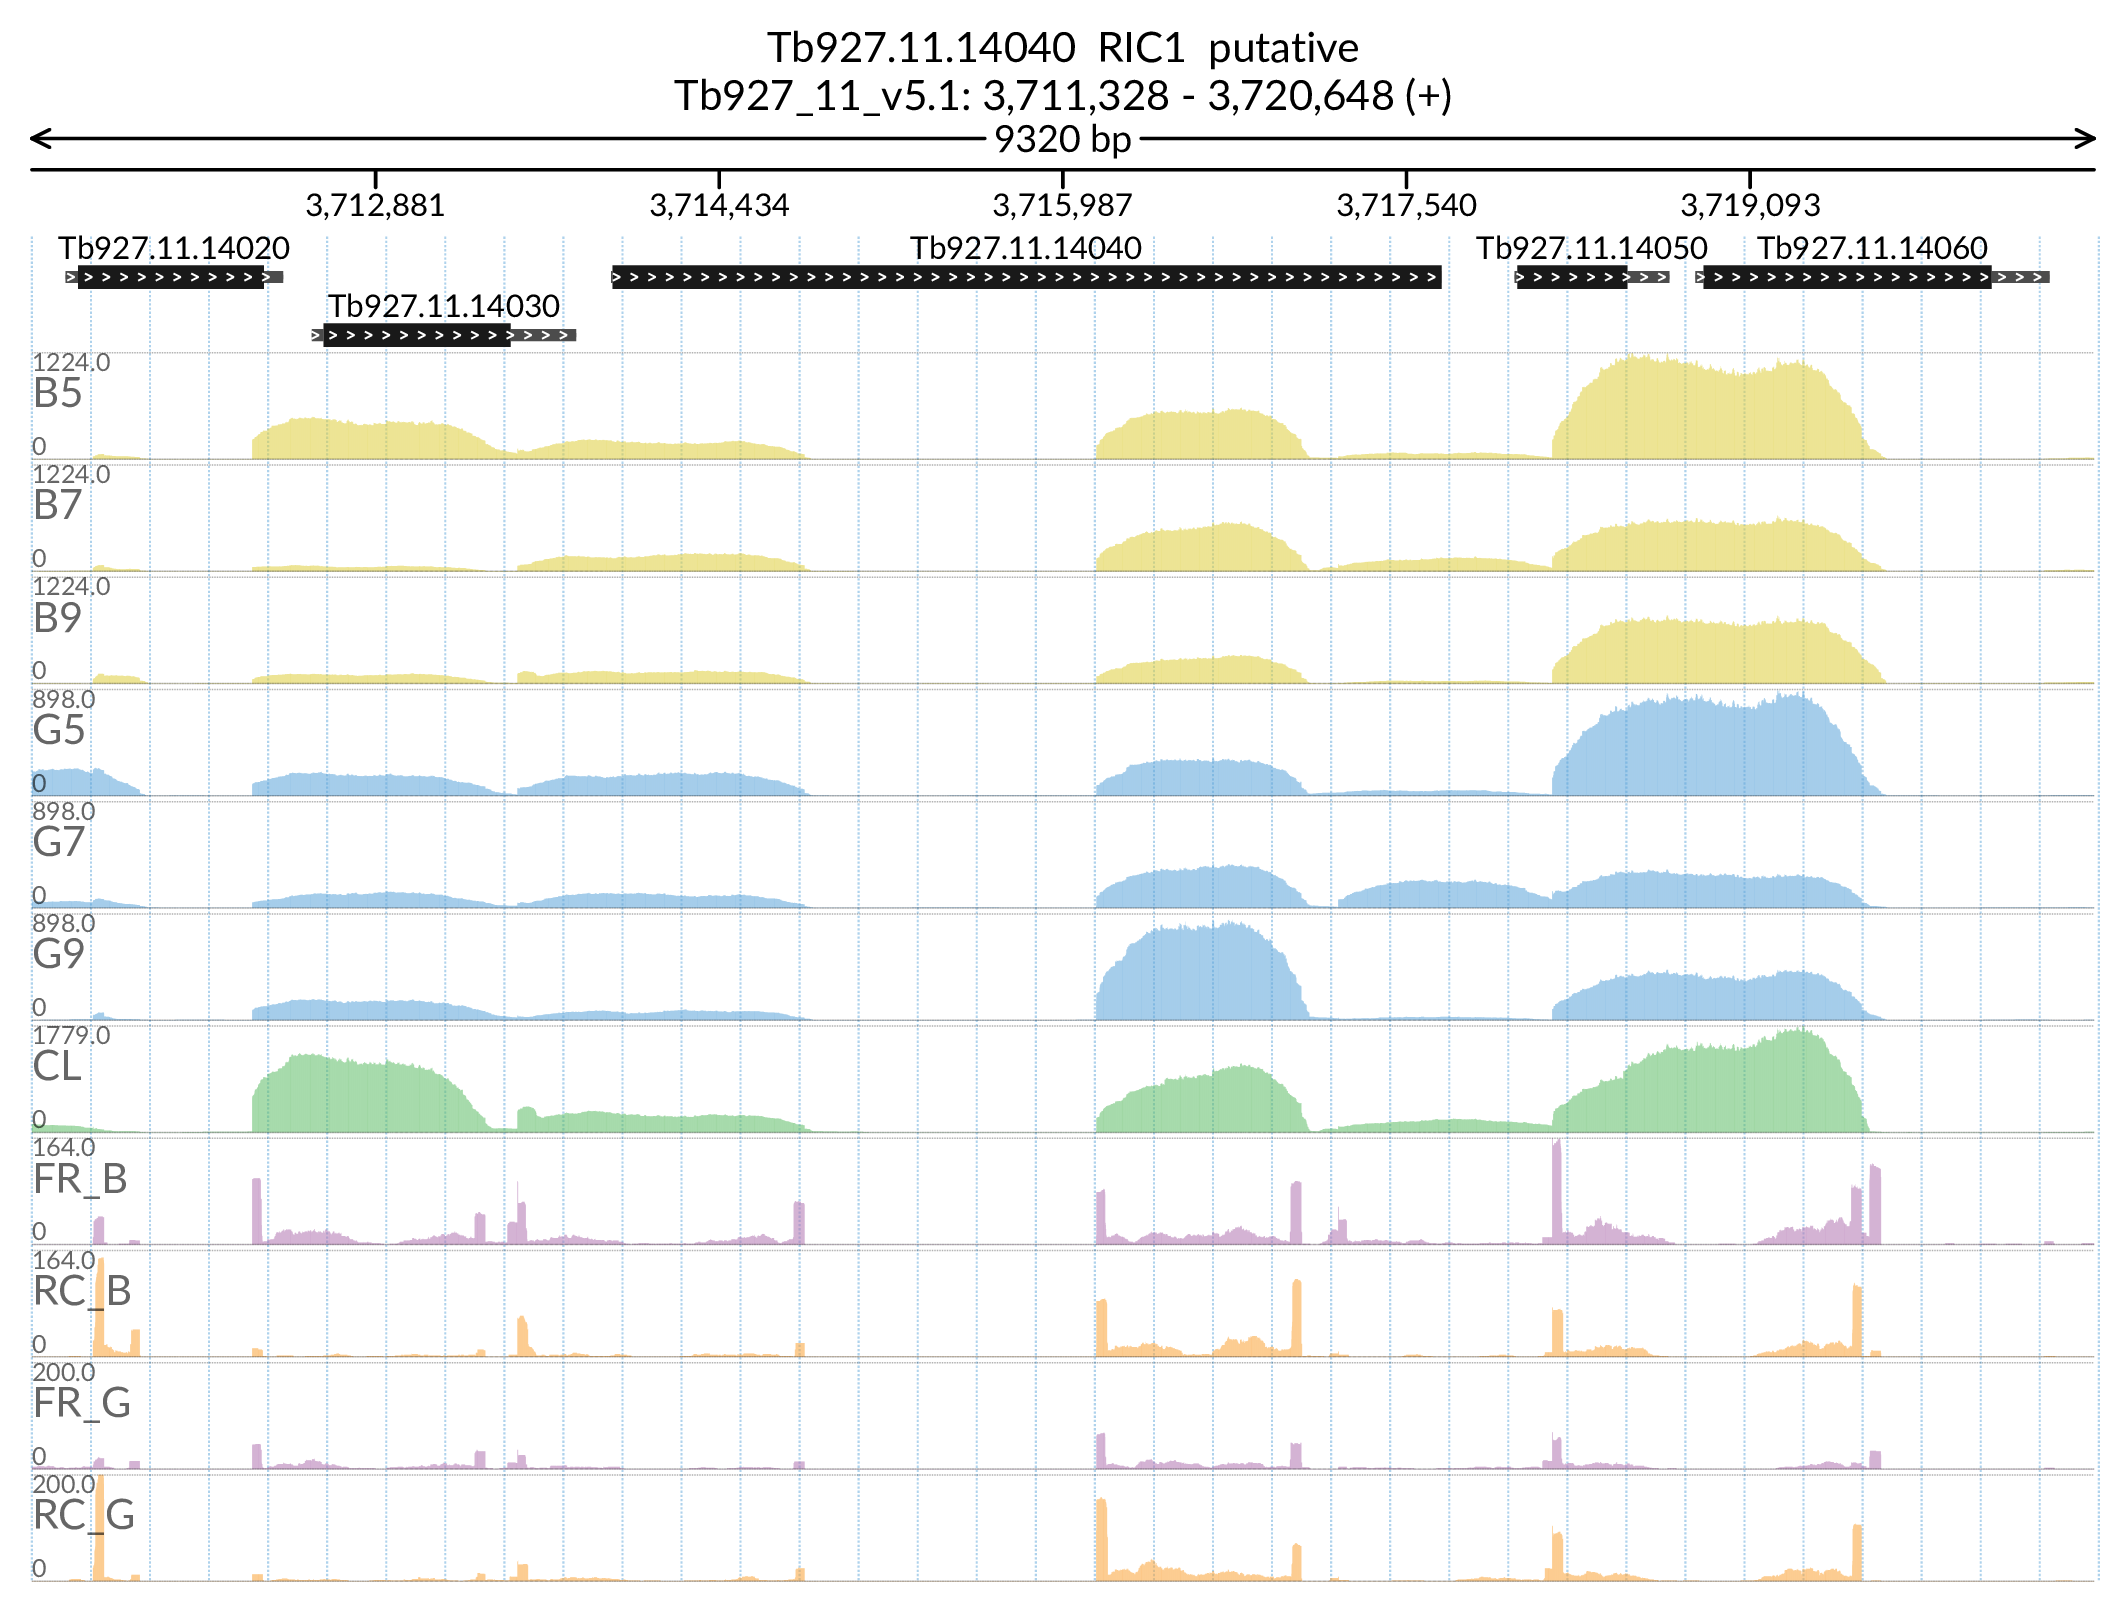 Tb927.11.14040 RIC1 putative
Tb927_11_v5.1: 3,711,328 - 3,720,648 (+)
9320 bp
3,712,881 3,714,434 3,715,987 3,717,540 3,719,093
Tb927.11.14020 Tb927.11.14040 Tb927.11.14050 Tb927.11.14060
Tb927.11.14030
1224.0
B5
0
1224.0
B7
0
1224.0
B9
0
898.0
G5
0
898.0
G7
0
898.0
G9
0
1779.0
CL
0
164.0
FR_B
0
164.0
RC_B
0
200.0
FR_G
0
200.0
RC_G
0